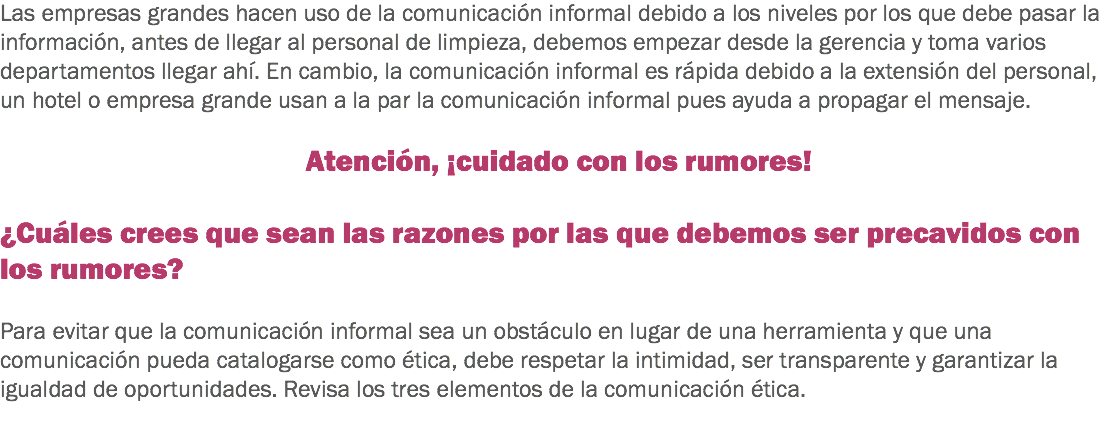 Las empresas grandes hacen uso de la comunicación informal debido a los niveles por los que debe pasar la
información, antes de llegar al personal de limpieza, debemos empezar desde la gerencia y toma varios
departamentos llegar ahí. En cambio, la comunicación informal es rápida debido a la extensión del personal,
un hotel o empresa grande usan a la par la comunicación informal pues ayuda a propagar el mensaje.
Atención, ¡cuidado con los rumores!
¿Cuáles crees que sean las razones por las que debemos ser precavidos con
los rumores?
Para evitar que la comunicación informal sea un obstáculo en lugar de una herramienta y que una
comunicación pueda catalogarse como ética, debe respetar la intimidad, ser transparente y garantizar la
igualdad de oportunidades. Revisa los tres elementos de la comunicación ética.